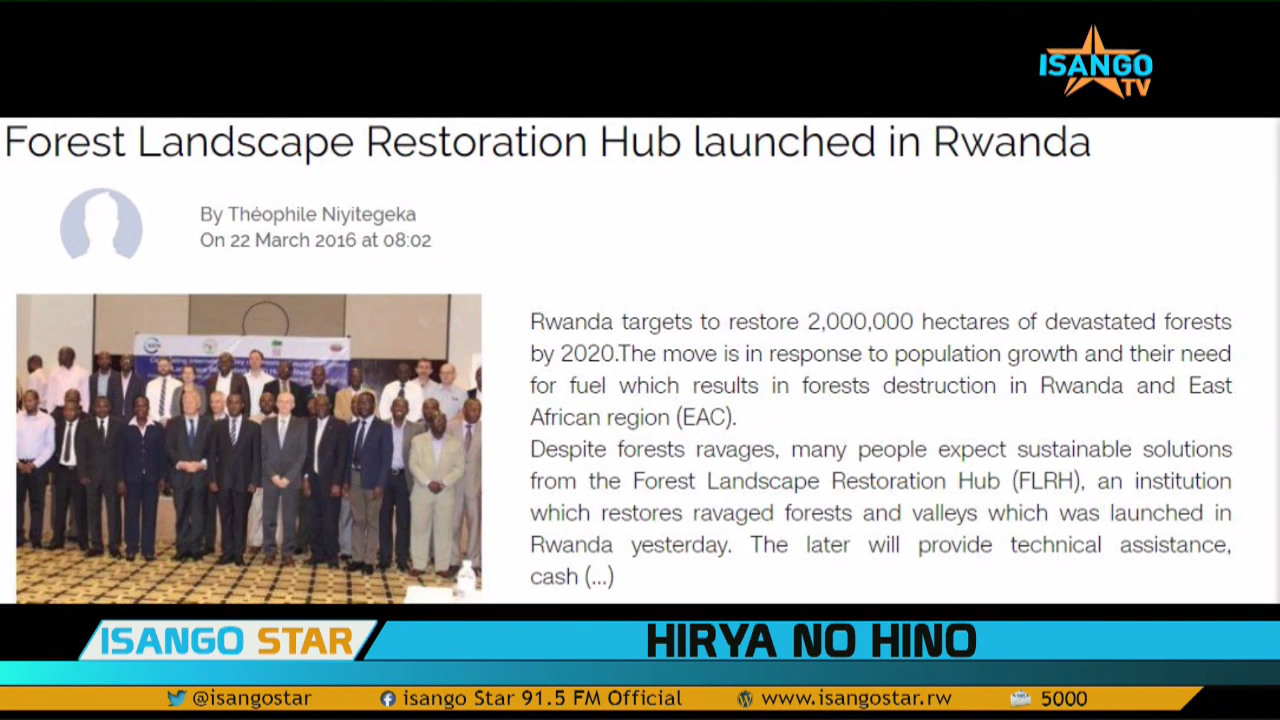 ISANGO
TV
Forest Landscape Restoration Hub launched in Rwanda
By Théophile Niyitegeka
On 22 March 2016 at 08:02
Rwanda targets to restore 2,000,000 hectares of devastated forests
by 2020.The move is in response to population growth and their need
for fuel which results in forests destruction in Rwanda and East
African region (EAC).
Despite forests ravages, many people expect sustainable solutions
from the Forest Landscape Restoration Hub (FLRH), an institution
which restores ravaged forests and valleys which was launched in
Rwanda yesterday. The later will provide technical assistance,
cash (...)
ISANGO STAR
HIRYA NO HINO
@isangostar
isango Star 91.5 FM Official
www.isangostar.rw
5000